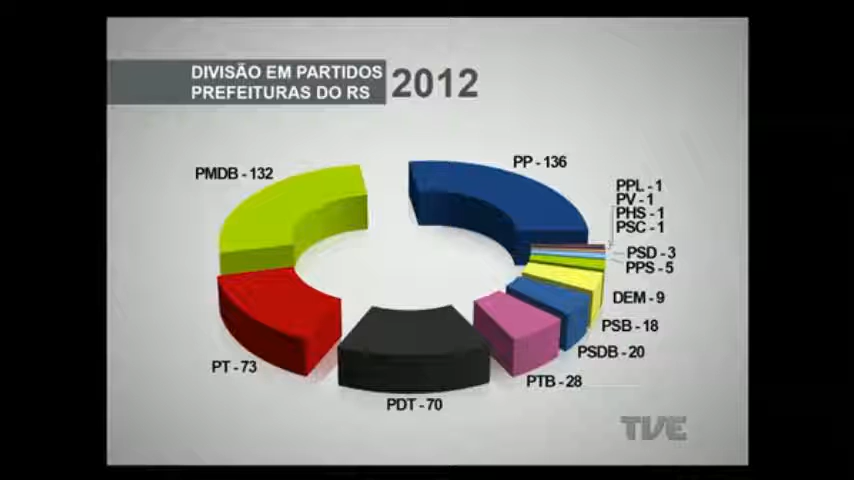 DIVISÃO EM PARTIDOS
PREFEITURAS DO RS
2012
PMDB - 132
PP - 136
PPL - 1
PV - 1
PHS - 1
PSC - 1
PSD - 3
PPS - 5
DEM - 9
PSB - 18
PSDB - 20
PTB - 28
PDT - 70
PT - 73
TVE